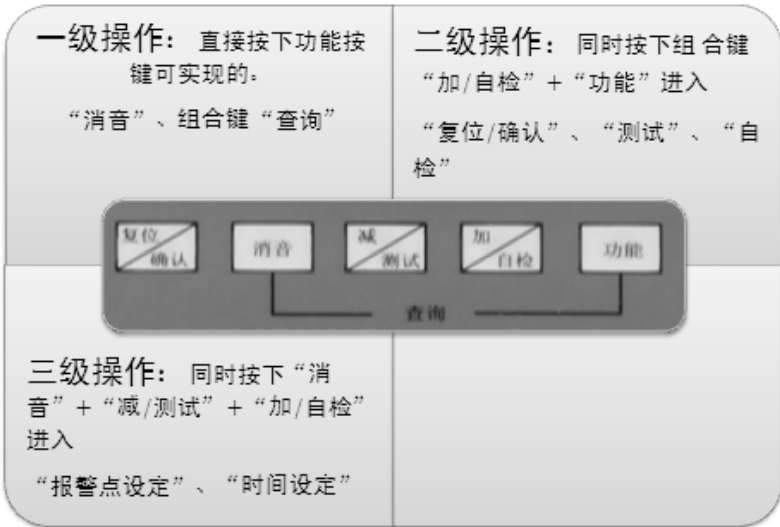 一级操作： 直接按下功能按
键可实现的。
“消音”、组合键“查询”
二级操作： 同时按下组 合键
“加/自检”+“功能”进入
“复位/确认”、“测试”、“自
检”
复位
确认
消音
减
测试
加
自检
功能
查询
三级操作： 同时按下“消
音”+“减/测试”+“加/自检”
进入
“报警点设定”、“时间设定”